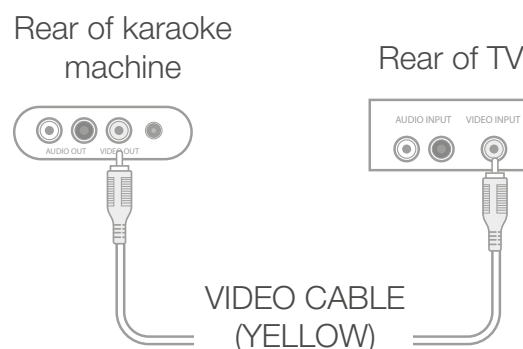 Rear of karaoke
machine
Rear of TV
AUDIO OUT VIDEO OUT
AUDIO INPUT VIDEO INPUT
VIDEO CABLE
(YELLOW)